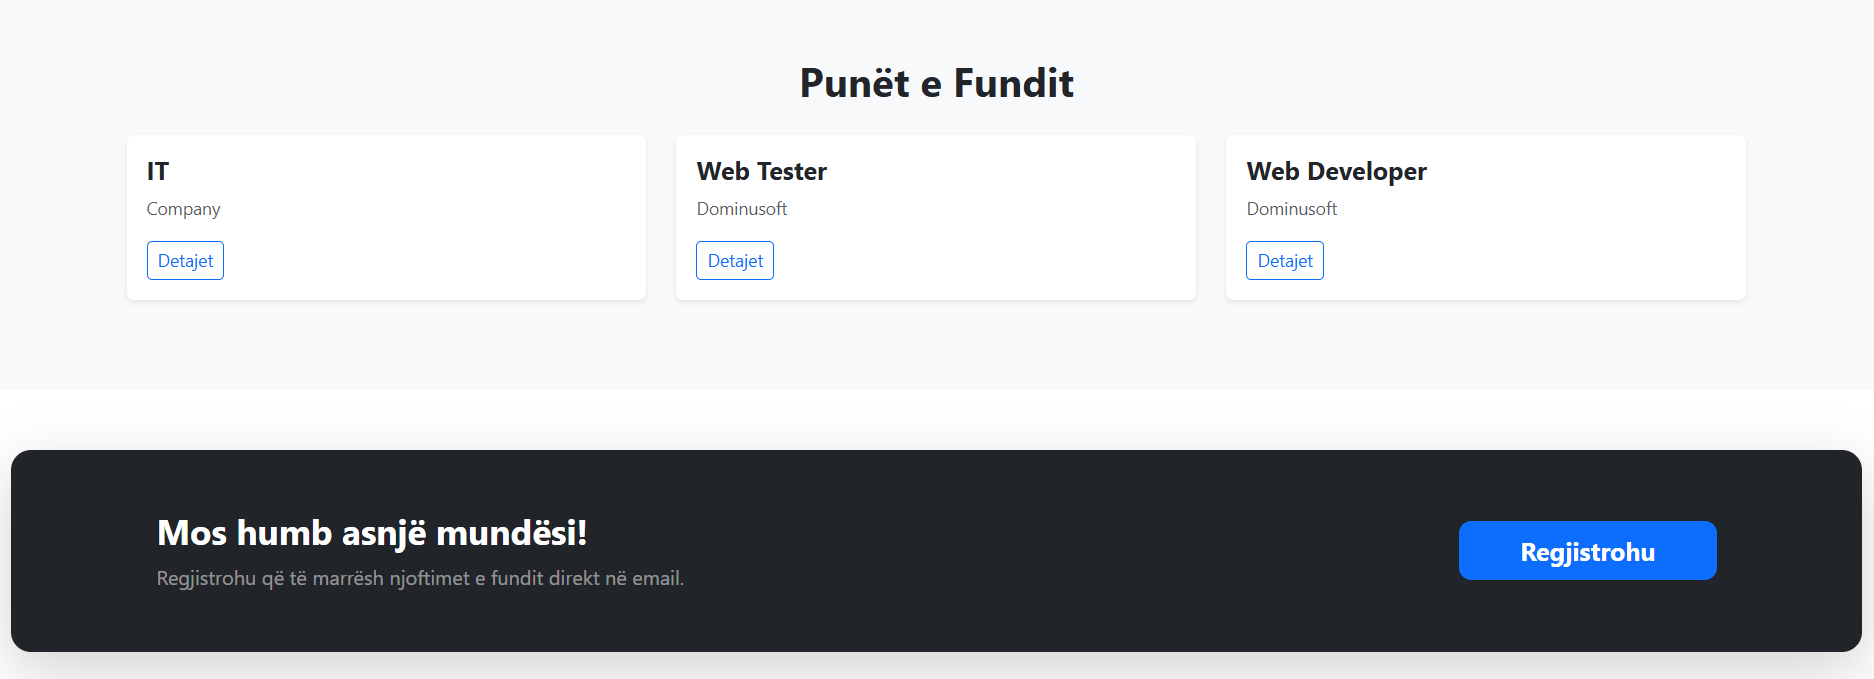 Punët e Fundit
IT
Company
Detajet
Web Tester
Dominusoft
Detajet
Web Developer
Dominusoft
Detajet
Mos humb asnjë mundësi!
Regjistrohu që të marrësh njoftimet e fundit direkt në email.
Regjistrohu